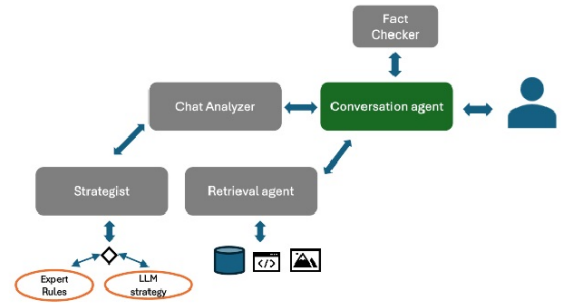 Fact
Checker
Chat Analyzer
Conversation agent
Strategist
Retrieval agent
</>
Expert
Rules
LLM
strategy